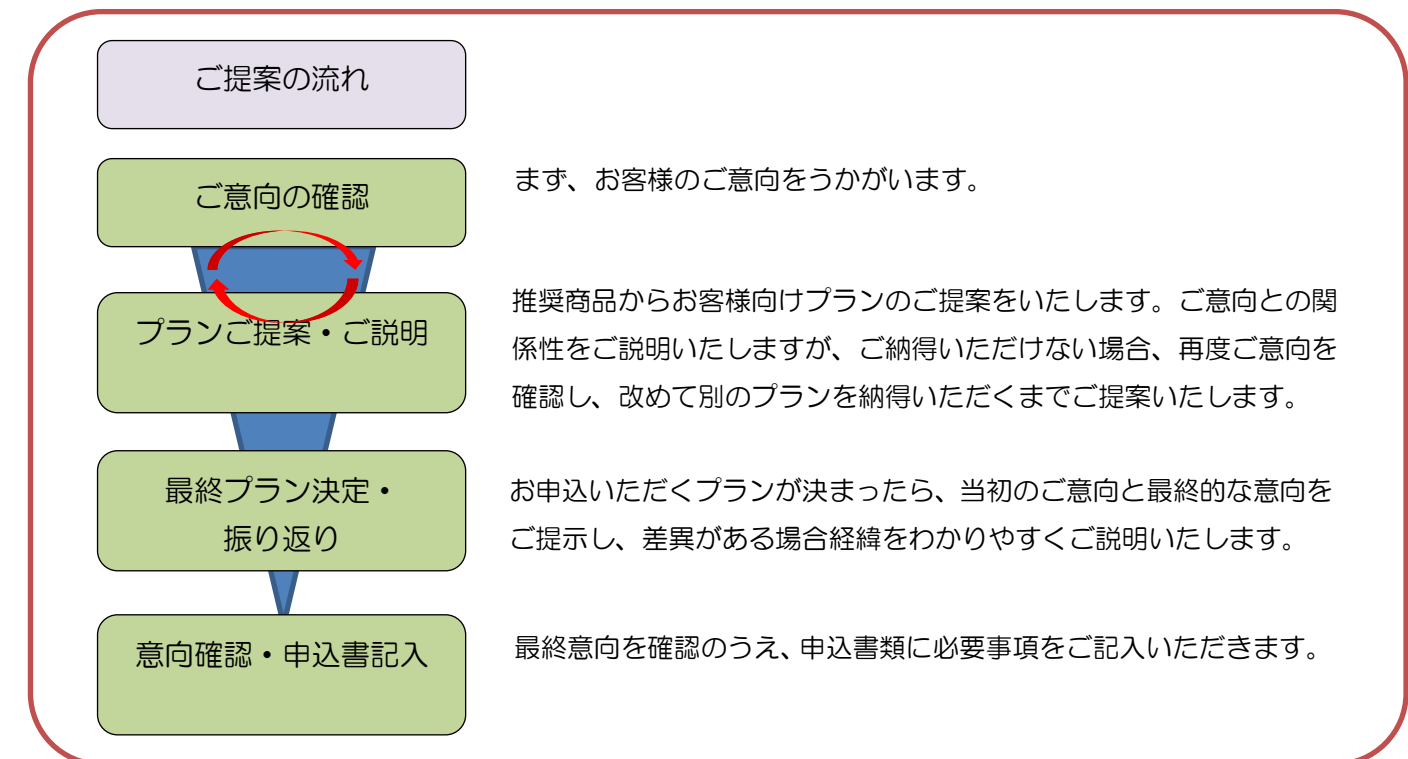 ご提案の流れ
ご意向の確認
まず、お客様のご意向をうかがいます。
プランご提案・ご説明
推奨商品からお客様向けプランのご提案をいたします。ご意向との関
係性をご説明いたしますが、ご納得いただけない場合、再度ご意向を
確認し、改めて別のプランを納得いただくまでご提案いたします。
最終プラン決定・
振り返り
お申込いただくプランが決まったら、当初のご意向と最終的な意向を
ご提示し、差異がある場合経緯をわかりやすくご説明いたします。
意向確認・申込書記入
最終意向を確認のうえ、申込書類に必要事項をご記入いただきます。